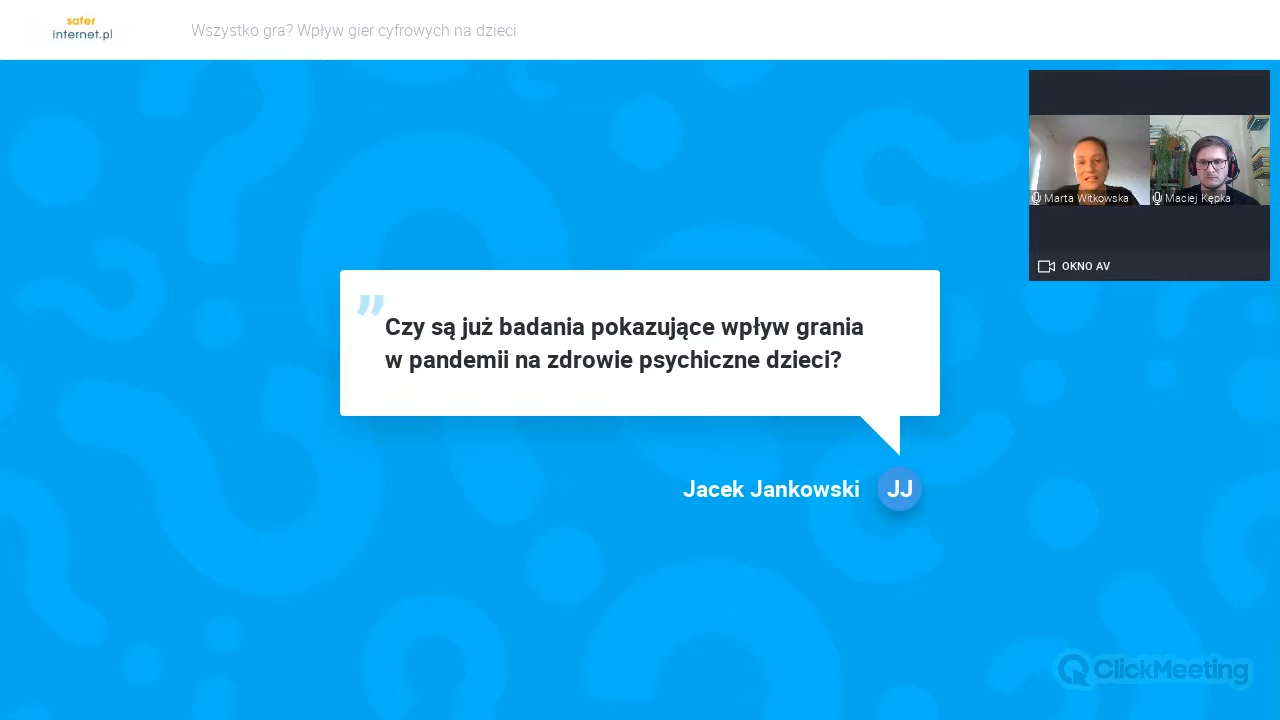 safer
internet.pl
Wszystko gra? Wpływ gier cyfrowych na dzieci
Marta Witkowska
Maciej Kępka
OKNO AV
”
Czy są już badania pokazujące wpływ grania
w pandemii na zdrowie psychiczne dzieci?
Jacek Jankowski
JJ
ClickMeeting